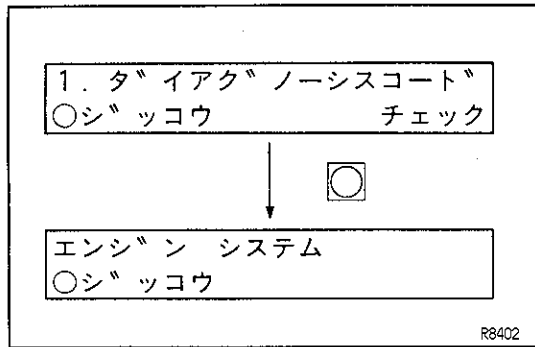 1. ダイアグノーシスコード
○ジッコウ チェック
○
エンジン システム
○ジッコウ
R8402